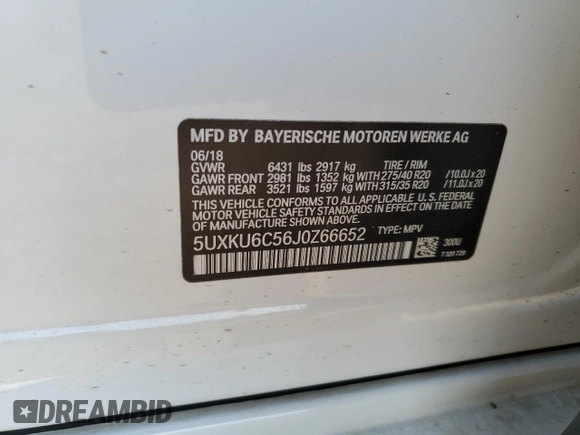 MFD BY BAYERISCHE MOTOREN WERKE AG
06/18
GVWR 6431 lbs 2917 kg TIRE / RIM
GAWR FRONT 2981 lbs 1352 kg WITH 275/40 R20 /10.0J x 20
GAWR REAR 3521 lbs 1597 kg WITH 315/35 R20 /11.0J x 20
THIS VEHICLE CONFORMS TO ALL APPLICABLE U.S. FEDERAL
MOTOR VEHICLE SAFETY STANDARDS IN EFFECT ON THE DATE
OF MANUFACTURE SHOWN ABOVE.
5UXKU6C56J0Z66652 TYPE: MPV
300U
7 320 729
DREAMBID